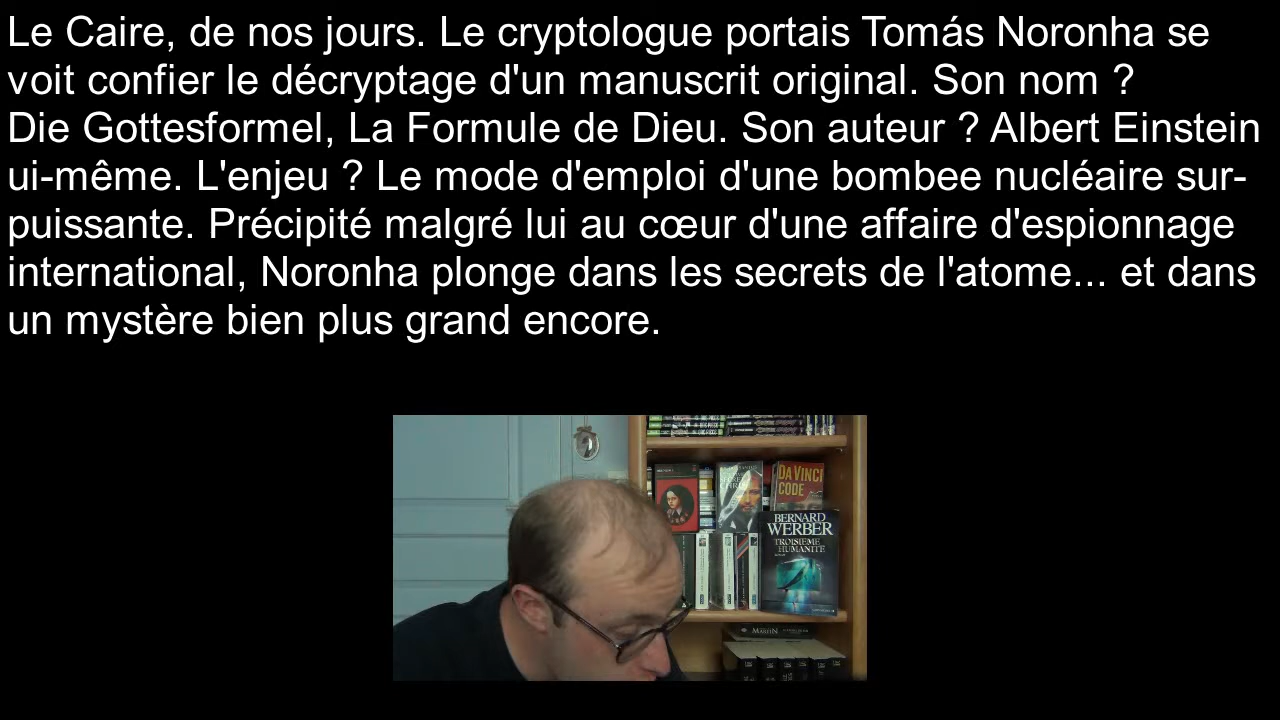 Le Caire, de nos jours. Le cryptologue portais Tomás Noronha se
voit confier le décryptage d'un manuscrit original. Son nom ?
Die Gottesformel, La Formule de Dieu. Son auteur ? Albert Einstein
ui-même. L'enjeu ? Le mode d'emploi d'une bombee nucléaire sur-
puissante. Précipité malgré lui au cœur d'une affaire d'espionnage
international, Noronha plonge dans les secrets de l'atome... et dans
un mystère bien plus grand encore.
DA VINCI
CODE
BERNARD
WERBER
TROISIEME
HUMANITE
MARTIN